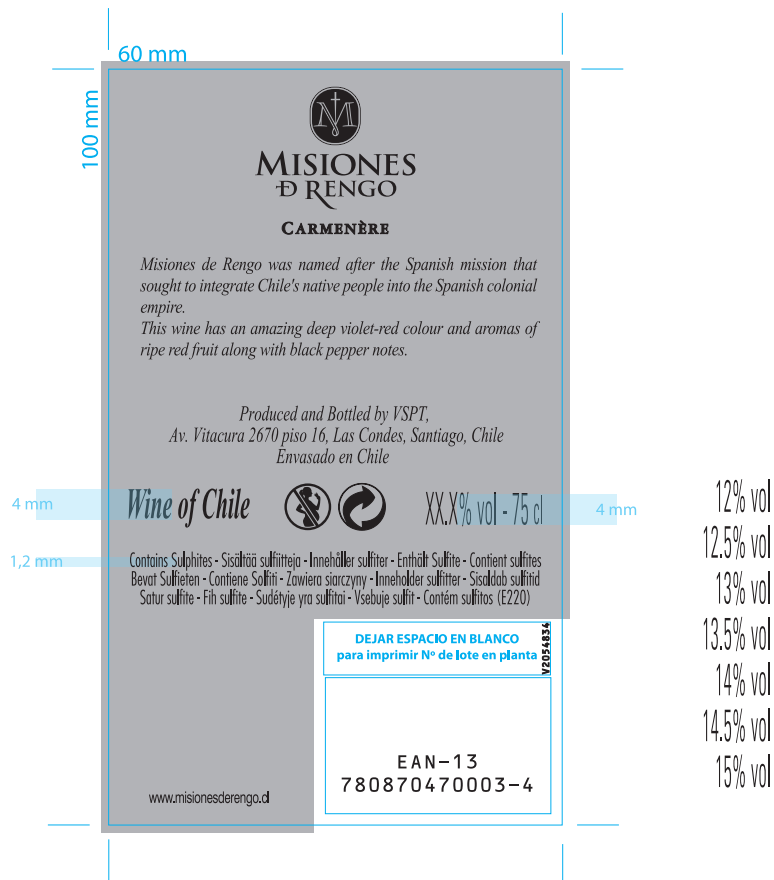 60 mm
100 mm
M
MISIONES
Đ RENGO
CARMENÈRE
Misiones de Rengo was named after the Spanish mission that
sought to integrate Chile's native people into the Spanish colonial
empire.
This wine has an amazing deep violet-red colour and aromas of
ripe red fruit along with black pepper notes.
Produced and Bottled by VSPT,
Av. Vitacura 2670 piso 16, Las Condes, Santiago, Chile
Envasado en Chile
4 mm
Wine of Chile
XX.X% vol - 75 cl
4 mm
1,2 mm
Contains Sulphites - Sisältää sulfiitteja - Innehåller sulfiter - Enthält Sulfite - Contient sulfites
Bevat Sulfieten - Contiene Solfiti - Zawiera siarczyny - Inneholder sulfitter - Sisaldab sulfitid
Satur sulfite - Fih sulfite - Sudétyje yra sulfitai - Vsebuje sulfit - Contém sulfitos (E220)
DEJAR ESPACIO EN BLANCO
para imprimir Nº de lote en planta
V2054834
EAN-13
780870470003-4
www.misionesderengo.cl
12% vol
12.5% vol
13% vol
13.5% vol
14% vol
14.5% vol
15% vol